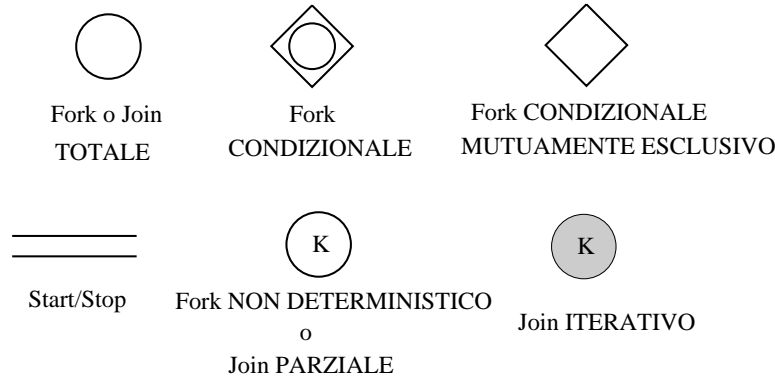 Fork o Join
TOTALE
Fork
CONDIZIONALE
Fork CONDIZIONALE
MUTUAMENTE ESCLUSIVO
Start/Stop
K
Fork NON DETERMINISTICO
o
Join PARZIALE
K
Join ITERATIVO